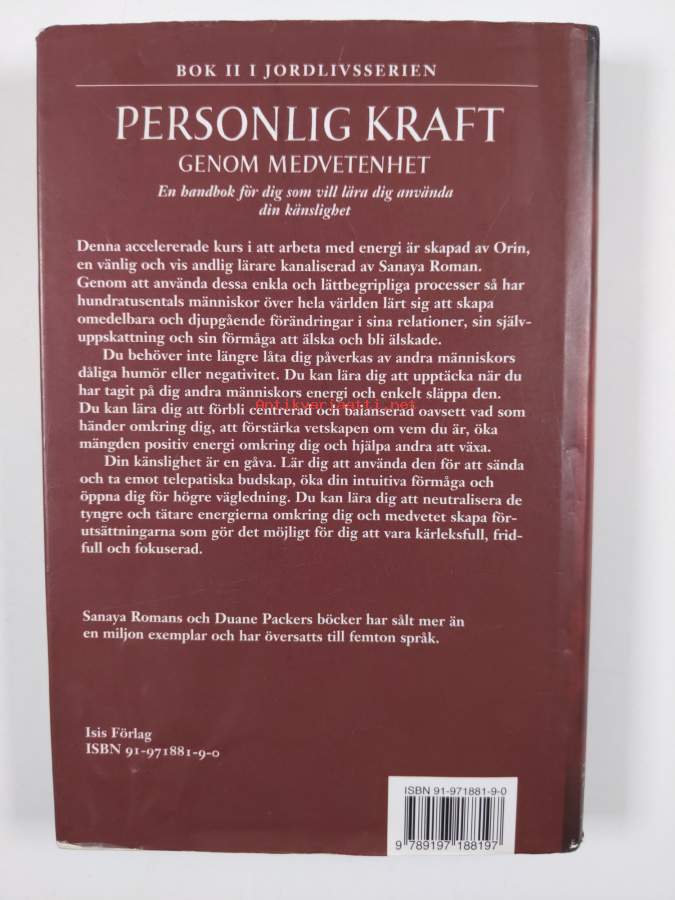 BOK II I JORDLIVSSERIEN
PERSONLIG KRAFT
GENOM MEDVETENHET
En handbok för dig som vill lära dig använda
din känslighet
Denna accelererade kurs i att arbeta med energi är skapad av Orin,
en vänlig och vis andlig lärare kanaliserad av Sanaya Roman.
Genom att använda dessa enkla och lättbegripliga processer så har
hundratusentals människor över hela världen lärt sig att skapa
omedelbara och djupgående förändringar i sina relationer, sin själv-
uppskattning och sin förmåga att älska och bli älskade.
Du behöver inte längre låta dig påverkas av andra människors
dåliga humör eller negativitet. Du kan lära dig att upptäcka när du
har tagit på dig andra människors energi och enkelt släppa den.
Antikvariaatti.net
Du kan lära dig att förbli centrerad och balanserad oavsett vad som
händer omkring dig, att förstärka vetskapen om vem du är, öka
mängden positiv energi omkring dig och hjälpa andra att växa.
Din känslighet är en gåva. Lär dig att använda den för att sända
och ta emot telepatiska budskap, öka din intuitiva förmåga och
öppna dig för högre vägledning. Du kan lära dig att neutralisera de
tyngre och tätare energierna omkring dig och medvetet skapa för-
utsättningarna som gör det möjligt för dig att vara kärleksfull, frid-
full och fokuserad.
Sanaya Romans och Duane Packers böcker har sålt mer än
en miljon exemplar och har översatts till femton språk.
Isis Förlag
ISBN 91-971881-9-0
ISBN 91-971881-9-0
9 789197 188197